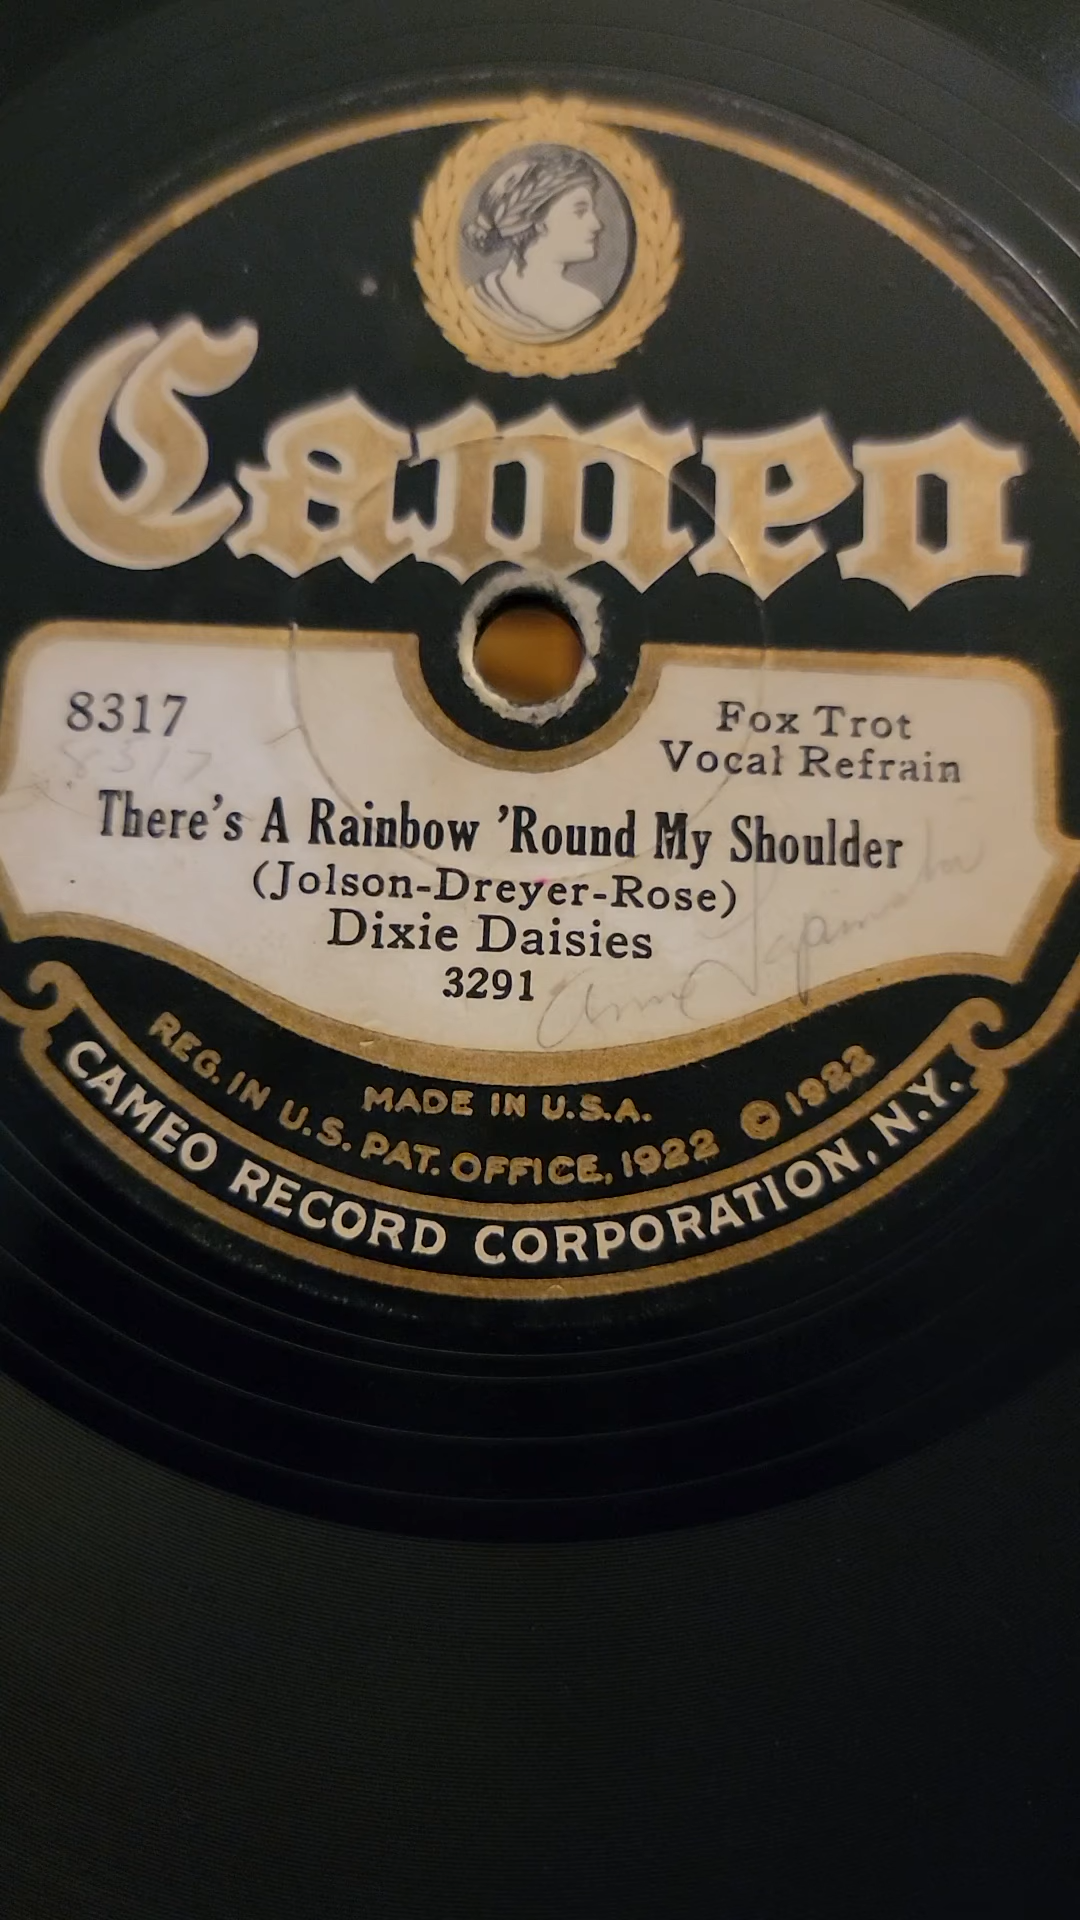 Cameo
8317
Fox Trot
Vocal Refrain
8317
There's A Rainbow 'Round My Shoulder
(Jolson-Dreyer-Rose)
Dixie Daisies
3291
MADE IN U.S.A.
REG. IN U.S. PAT. OFFICE, 1922 © 1922
CAMEO RECORD CORPORATION, N.Y.